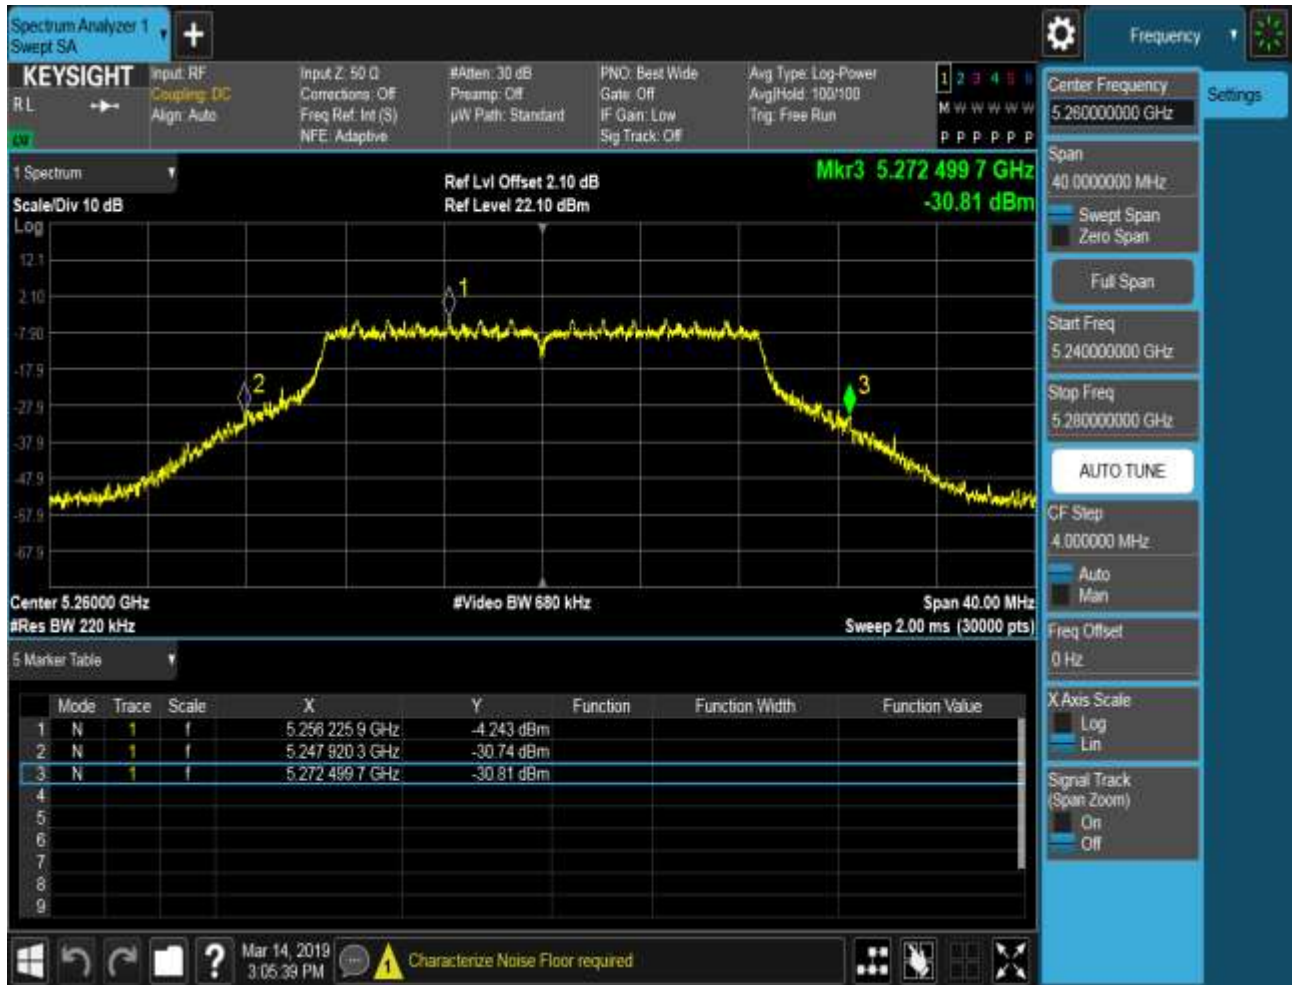 Spectrum Analyzer 1
Swept SA
+
Frequency
KEYSIGHT
RL
Input: RF
Coupling: DC
Align: Auto
Input Z: 50 Ω
Corrections: Off
Freq Ref: Int (S)
NFE: Adaptive
#Atten: 30 dB
Preamp: Off
µW Path: Standard
PNO: Best Wide
Gate: Off
IF Gain: Low
Sig Track: Off
Avg Type: Log-Power
Avg|Hold: 100/100
Trig: Free Run
1 2 3 4 5 6
M W W W W W
P P P P P P
1 Spectrum
Scale/Div 10 dB
Ref Lvl Offset 2.10 dB
Ref Level 22.10 dBm
Mkr3 5.272 499 7 GHz
-30.81 dBm
Log
12.1
2.10
-7.90
-17.9
-27.9
-37.9
-47.9
-57.9
-67.9
1
2
3
Center 5.26000 GHz
#Video BW 680 kHz
Span 40.00 MHz
#Res BW 220 kHz
Sweep 2.00 ms (30000 pts)
5 Marker Table
Mode Trace Scale X Y Function Function Width Function Value
1 N 1 f 5.256 225 9 GHz -4.243 dBm
2 N 1 f 5.247 920 3 GHz -30.74 dBm
3 N 1 f 5.272 499 7 GHz -30.81 dBm
4
5
6
7
8
9
?
Mar 14, 2019
3:05:39 PM
1
Characterize Noise Floor required
Center Frequency
5.260000000 GHz
Settings
Span
40.0000000 MHz
Swept Span
Zero Span
Full Span
Start Freq
5.240000000 GHz
Stop Freq
5.280000000 GHz
AUTO TUNE
CF Step
4.000000 MHz
Auto
Man
Freq Offset
0 Hz
X Axis Scale
Log
Lin
Signal Track
(Span Zoom)
On
Off